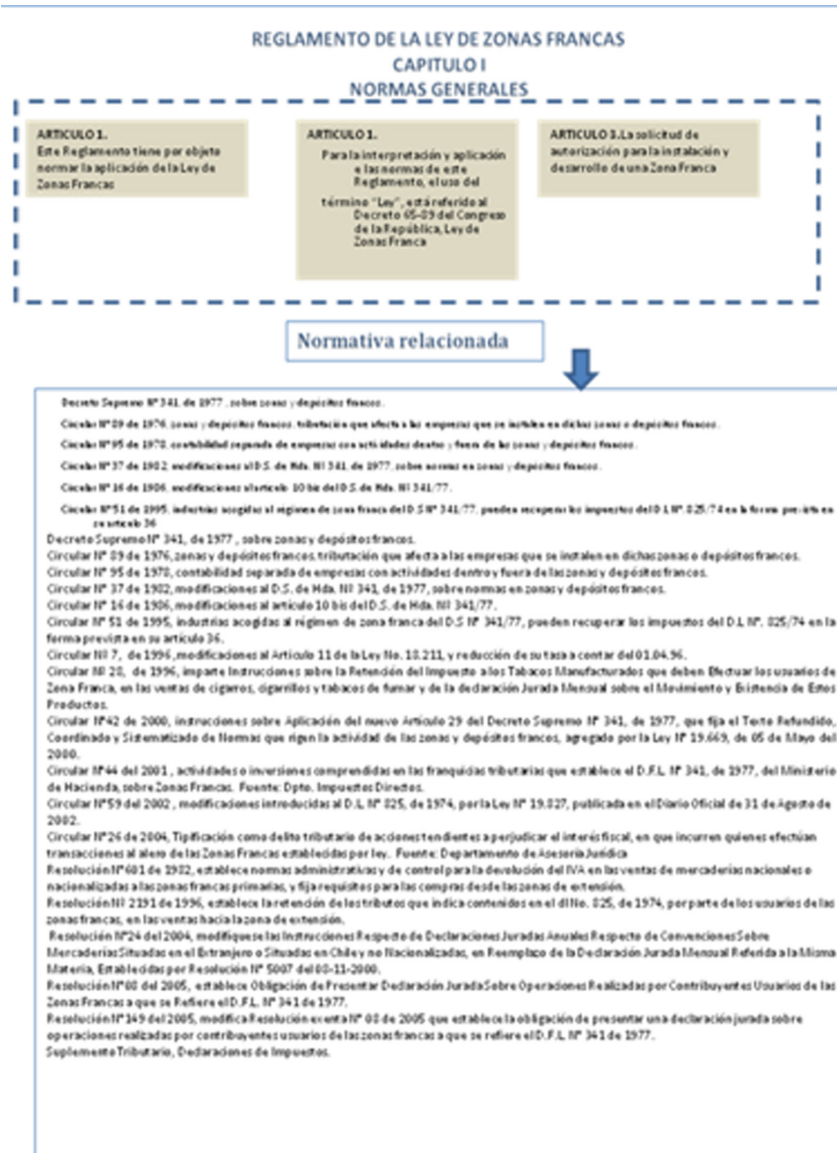 REGLAMENTO DE LA LEY DE ZONAS FRANCAS
CAPITULO I
NORMAS GENERALES
ARTICULO 1.
Este Reglamento tiene por objeto
normar la aplicación de la Ley de
Zonas Francas
ARTICULO 1.
Para la interpretación y aplicación
e las normas de este
Reglamento, el uso del
término "Ley", está referido al
Decreto 65-89 del Congreso
de la República, Ley de
Zonas Franca
ARTICULO 3.La solicitud de
autorización para la instalación y
desarrollo de una Zona Franca
Normativa relacionada
Decreto Supremo Nº 341, de 1977 , sobre zonas y depósitos francos.
Circular Nº 89 de 1976, zonas y depósitos francos, tributación que afecta a las empresas que se instalen en dichas zonas o depósitos francos.
Circular Nº 95 de 1978, contabilidad separada de empresas con actividades dentro y fuera de las zonas y depósitos francos.
Circular Nº 37 de 1982, modificaciones al D.S. de Hda. Nº 341, de 1977, sobre normas en zonas y depósitos francos.
Circular Nº 16 de 1986, modificaciones al artículo 10 bis del D.S. de Hda. Nº 341/77.
Circular Nº 51 de 1995, industrias acogidas al régimen de zona franca del D.S Nº 341/77, pueden recuperar los impuestos del D.L Nº. 825/74 en la forma prevista en
su artículo 36
Decreto Supremo Nº 341, de 1977 , sobre zonas y depósitos francos.
Circular Nº 89 de 1976, zonas y depósitos francos, tributación que afecta a las empresas que se instalen en dichas zonas o depósitos francos.
Circular Nº 95 de 1978, contabilidad separada de empresas con actividades dentro y fuera de las zonas y depósitos francos.
Circular Nº 37 de 1982, modificaciones al D.S. de Hda. Nº 341, de 1977, sobre normas en zonas y depósitos francos.
Circular Nº 16 de 1986, modificaciones al artículo 10 bis del D.S. de Hda. Nº 341/77.
Circular Nº 51 de 1995, industrias acogidas al régimen de zona franca del D.S Nº 341/77, pueden recuperar los impuestos del D.L Nº. 825/74 en la
forma prevista en su artículo 36.
Circular Nº 7, de 1996, modificaciones al Artículo 11 de la Ley No. 18.211, y reducción de su tasa a contar del 01.04.96.
Circular Nº 28, de 1996, imparte Instrucciones sobre la Retención del Impuesto a los Tabacos Manufacturados que deben Efectuar los usuarios de
Zona Franca, en las ventas de cigarros, cigarrillos y tabacos de fumar y de la declaración Jurada Mensual sobre el Movimiento y Existencia de Estos
Productos.
Circular Nº42 de 2000, instrucciones sobre Aplicación del nuevo Artículo 29 del Decreto Supremo Nº 341, de 1977, que fija el Texto Refundido,
Coordinado y Sistematizado de Normas que rigen la actividad de las zonas y depósitos francos, agregado por la Ley Nº 19.669, de 05 de Mayo del
2000.
Circular Nº44 del 2001 , actividades o inversiones comprendidas en las franquicias tributarias que establece el D.F.L. Nº 341, de 1977, del Ministerio
de Hacienda, sobre Zonas Francas. Fuente: Dpto. Impuestos Directos.
Circular Nº59 del 2002 , modificaciones introducidas al D.L. Nº 825, de 1974, por la Ley Nº 19.827, publicada en el Diario Oficial de 31 de Agosto de
2002.
Circular Nº26 de 2004, Tipificación como delito tributario de acciones tendientes a perjudicar el interés fiscal, en que incurren quienes efectúan
transacciones al alero de las Zonas Francas establecidas por ley. Fuente: Departamento de Asesoría Jurídica
Resolución Nº601 de 1982, establece normas administrativas y de control para la devolución del IVA en las ventas de mercaderías nacionales o
nacionalizadas a las zonas francas primarias, y fija requisitos para las compras desde las zonas de extensión.
Resolución Nº 2191 de 1996, establece la retención de los tributos que indica contenidos en el dl No. 825, de 1974, por parte de los usuarios de las
zonas francas, en las ventas hacia la zona de extensión.
Resolución Nº24 del 2004, modifiquese las Instrucciones Respecto de Declaraciones Juradas Anuales Respecto de Convenciones Sobre
Mercaderías Situadas en el Extranjero o Situadas en Chile y no Nacionalizadas, en Reemplazo de la Declaración Jurada Mensual Referida a la Misma
Materia, Establecidas por Resolución Nº 5007 del 08-11-2000.
Resolución Nº08 del 2005, establece Obligación de Presentar Declaración Jurada Sobre Operaciones Realizadas por Contribuyentes Usuarios de las
Zonas Francas a que se Refiere el D.F.L. Nº 341 de 1977.
Resolución Nº149 del 2005, modifica Resolución exenta Nº 08 de 2005 que establece la obligación de presentar una declaración jurada sobre
operaciones realizadas por contribuyentes usuarios de las zonas francas a que se refiere el D.F.L. Nº 341 de 1977.
Suplemento Tributario, Declaraciones de Impuestos.